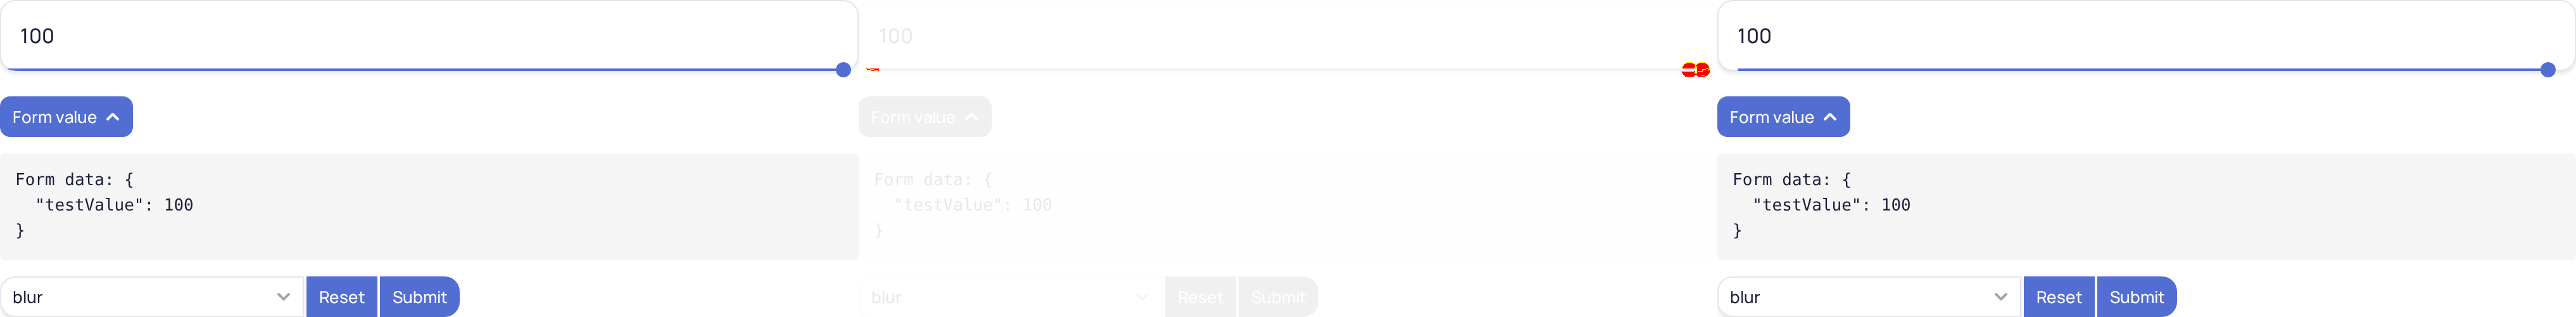 100
Form value
Form data: {
  "testValue": 100
}
blur
Reset
Submit
100
Form value
Form data: {
  "testValue": 100
}
blur
Reset
Submit
100
Form value
Form data: {
  "testValue": 100
}
blur
Reset
Submit